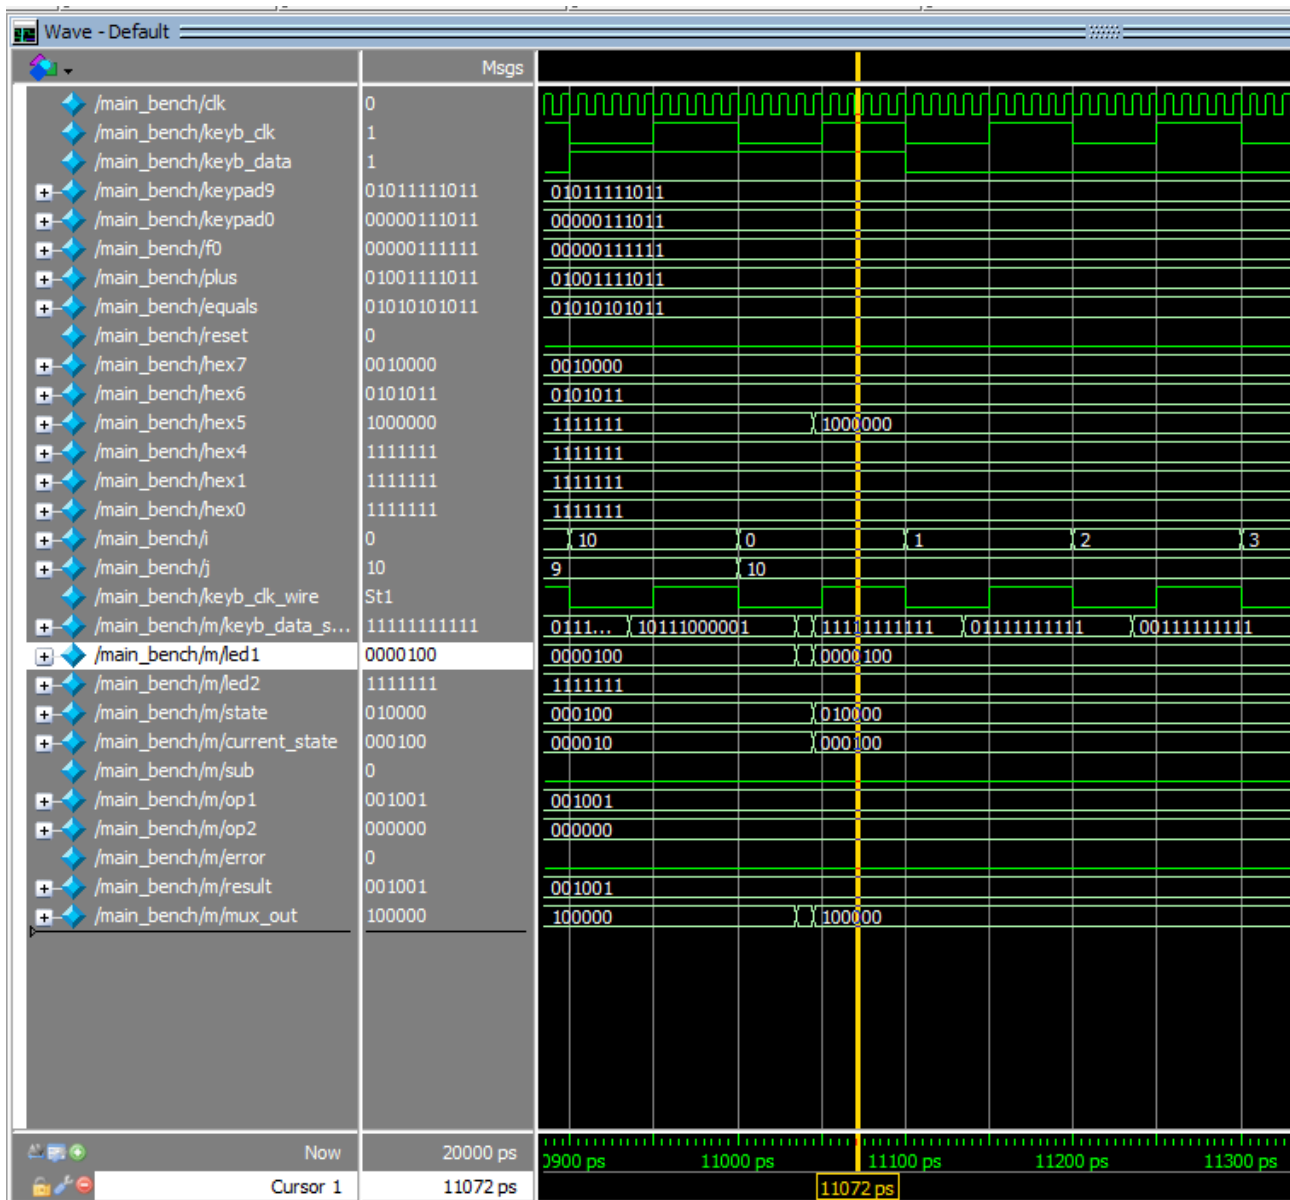 Wave - Default
Msgs
/main_bench/clk 0
/main_bench/keyb_clk 1
/main_bench/keyb_data 1
/main_bench/keypad9 01011111011 01011111011
/main_bench/keypad0 00000111011 00000111011
/main_bench/f0 00000111111 00000111111
/main_bench/plus 01001111011 01001111011
/main_bench/equals 01010101011 01010101011
/main_bench/reset 0
/main_bench/hex7 0010000 0010000
/main_bench/hex6 0101011 0101011
/main_bench/hex5 1000000 1111111 1000000
/main_bench/hex4 1111111 1111111
/main_bench/hex1 1111111 1111111
/main_bench/hex0 1111111 1111111
/main_bench/i 0 10 0 1 2 3
/main_bench/j 10 9 10
/main_bench/keyb_clk_wire St1
/main_bench/m/keyb_data_s... 11111111111 0111... 10111000001 11111111111 01111111111 00111111111
/main_bench/m/led1 0000100 0000100 0000100
/main_bench/m/led2 1111111 1111111
/main_bench/m/state 010000 000100 010000
/main_bench/m/current_state 000100 000010 000100
/main_bench/m/sub 0
/main_bench/m/op1 001001 001001
/main_bench/m/op2 000000 000000
/main_bench/m/error 0
/main_bench/m/result 001001 001001
/main_bench/m/mux_out 100000 100000 100000
Now 20000 ps 0900 ps 11000 ps 11100 ps 11200 ps 11300 ps
Cursor 1 11072 ps 11072 ps